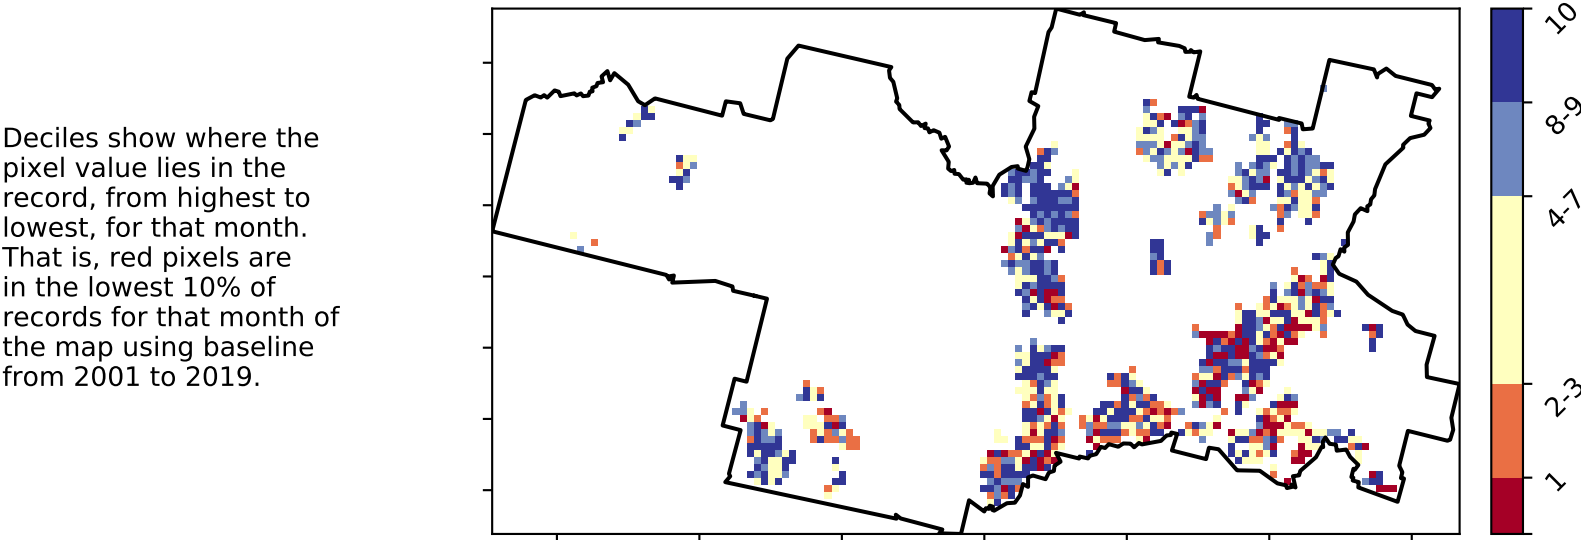 Deciles show where the
pixel value lies in the
record, from highest to
lowest, for that month.
That is, red pixels are
in the lowest 10% of
records for that month of
the map using baseline
from 2001 to 2019.
10
8-9
4-7
2-3
1